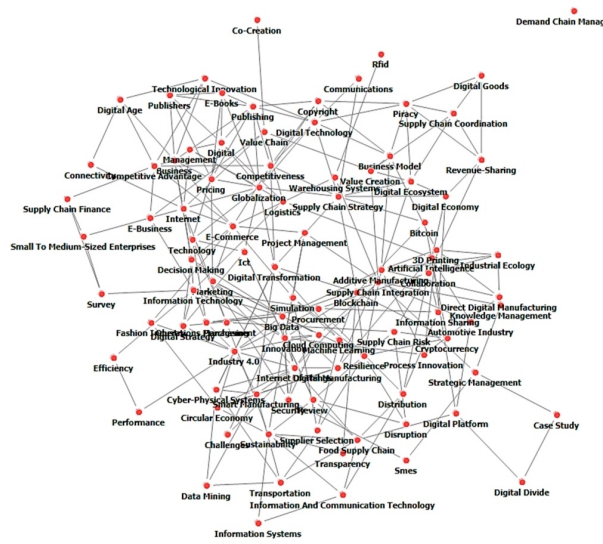 Demand Chain Manag
Co-Creation
Rfid
Technological Innovation
Communications
Digital Goods
Digital Age
Publishers
E-Books
Copyright
Publishing
Piracy
Supply Chain Coordination
Digital Technology
Value Chain
Digital
Management
Business
Business Model
Revenue-Sharing
Connectivity
Competitive Advantage
Competitiveness
Value Creation
Pricing
Warehousing Systems
Digital Ecosystem
Supply Chain Finance
Globalization
Supply Chain Strategy
Digital Economy
Internet
Logistics
E-Business
Bitcoin
E-Commerce
Project Management
Small To Medium-Sized Enterprises
Technology
Ict
3D Printing
Industrial Ecology
Decision Making
Digital Transformation
Artificial Intelligence
Additive Manufacturing
Collaboration
Survey
Marketing
Supply Chain Integration
Information Technology
Blockchain
Simulation
Direct Digital Manufacturing
Procurement
Knowledge Management
Big Data
Information Sharing
Fashion Industry
Digital Strategy
Automotive Industry
Innovation
Cloud Computing
Supply Chain Risk
Machine Learning
Cryptocurrency
Industry 4.0
Efficiency
Resilience
Process Innovation
Internet Of Things
Digital Manufacturing
Strategic Management
Cyber-Physical Systems
Smart Manufacturing
Distribution
Performance
Circular Economy
Security
Review
Digital Platform
Case Study
Challenges
Sustainability
Supplier Selection
Disruption
Food Supply Chain
Transparency
Smes
Data Mining
Transportation
Digital Divide
Information And Communication Technology
Information Systems